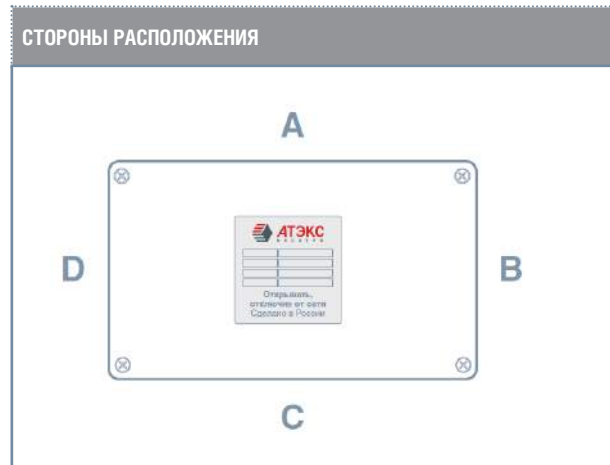 СТОРОНЫ РАСПОЛОЖЕНИЯ
A
АТЭКС
D
B
Открывать,
отключив от сети
Сделано в России
C